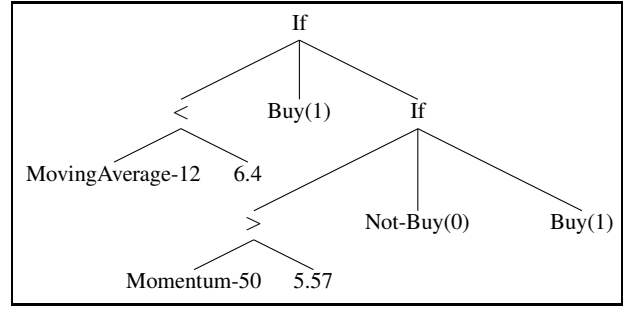 If
< Buy(1) If
MovingAverage-12 6.4
> Not-Buy(0) Buy(1)
Momentum-50 5.57